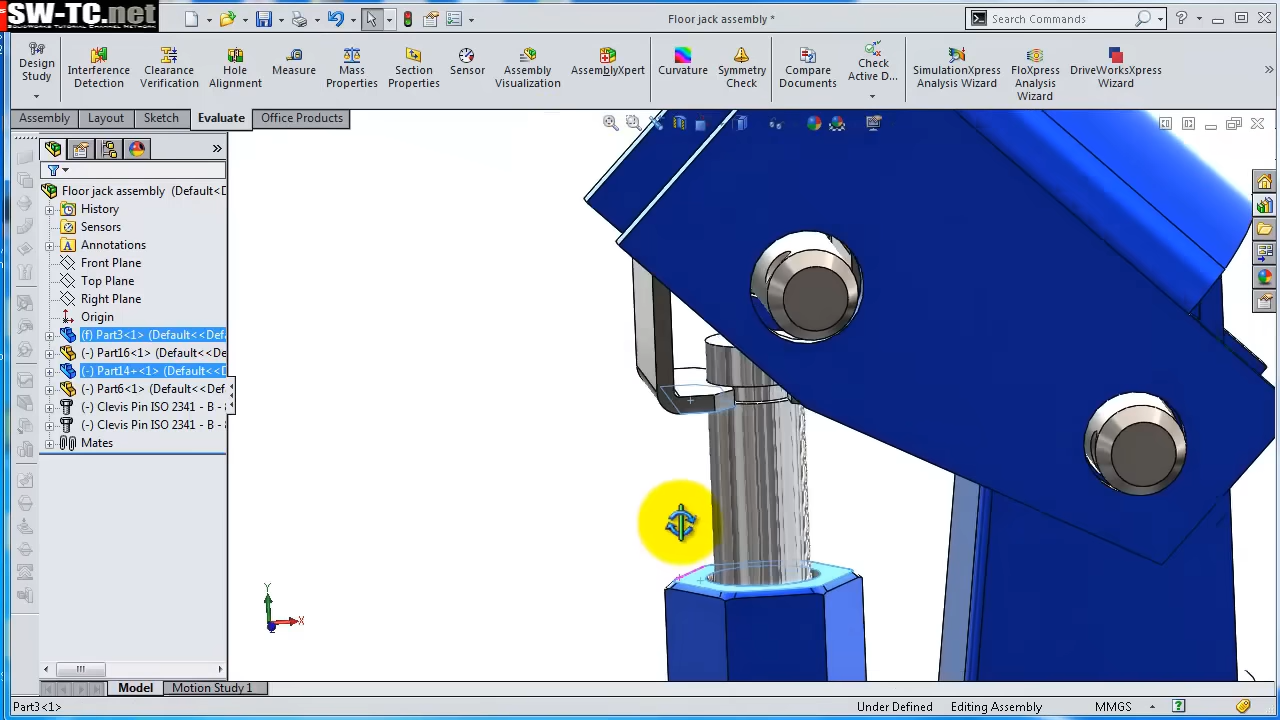 SW-TC.net
SOLIDWORKS TUTORIAL CHANNEL NETWORK
Floor jack assembly *
Search Commands
Design Study
Interference Detection
Clearance Verification
Hole Alignment
Measure
Mass Properties
Section Properties
Sensor
Assembly Visualization
AssemblyXpert
Curvature
Symmetry Check
Compare Documents
Check Active D...
SimulationXpress Analysis Wizard
FloXpress Analysis Wizard
DriveWorksXpress Wizard
Assembly
Layout
Sketch
Evaluate
Office Products
Floor jack assembly (Default<D
History
Sensors
Annotations
Front Plane
Top Plane
Right Plane
Origin
(f) Part3<1> (Default<<Def
(-) Part16<1> (Default<<De
(-) Part14+<1> (Default<<D
(-) Part6<1> (Default<<Def
(-) Clevis Pin ISO 2341 - B -
(-) Clevis Pin ISO 2341 - B -
Mates
Y
X
Z
Model
Motion Study 1
Part3<1>
Under Defined
Editing Assembly
MMGS